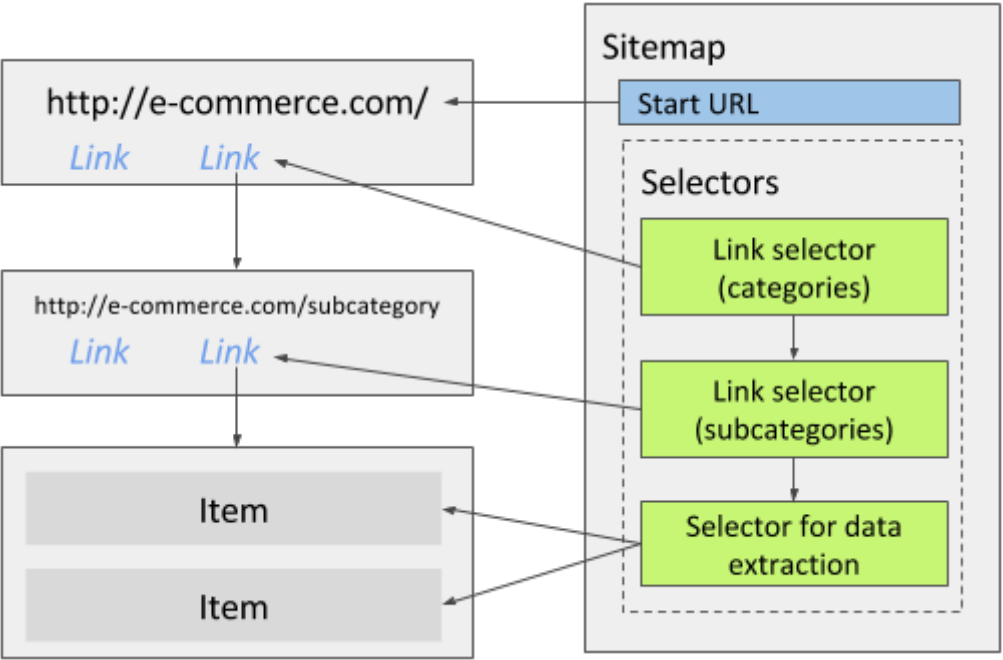 http://e-commerce.com/
Link Link
http://e-commerce.com/subcategory
Link Link
Item
Item
Sitemap
Start URL
Selectors
Link selector
(categories)
Link selector
(subcategories)
Selector for data
extraction